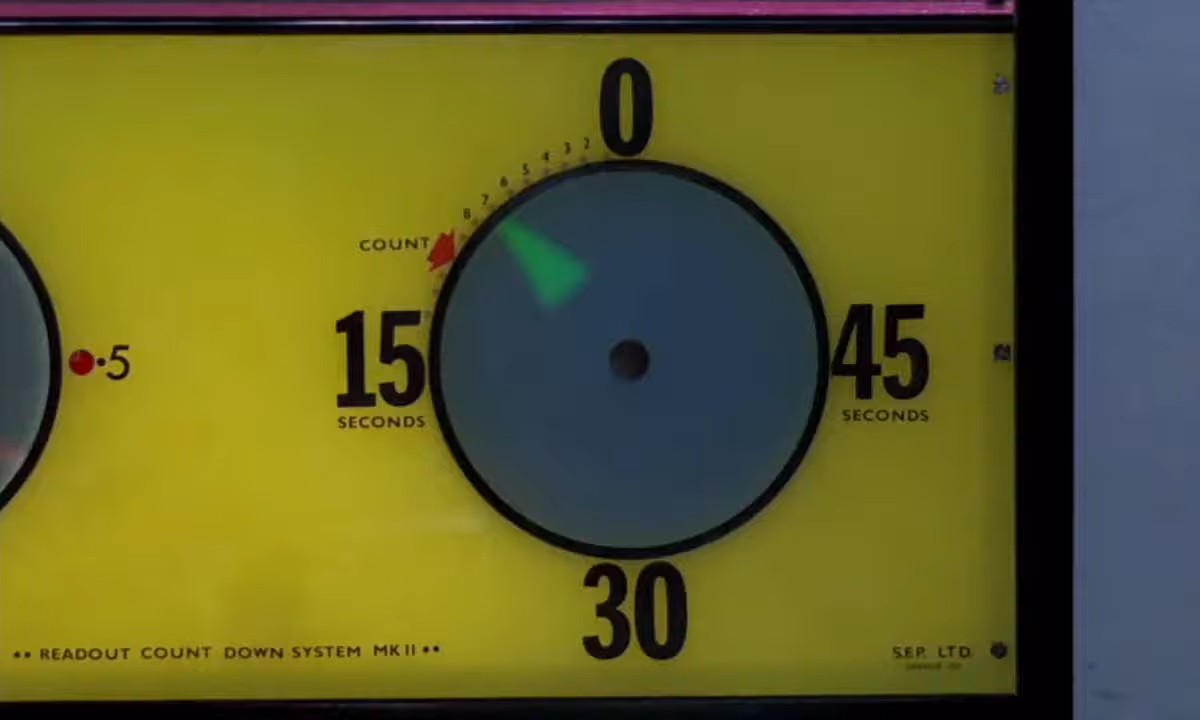 0
2
3
4
5
6
7
8
COUNT
15
SECONDS
45
SECONDS
•5
30
•• READOUT COUNT DOWN SYSTEM MK II ••
S.E.P. LTD.